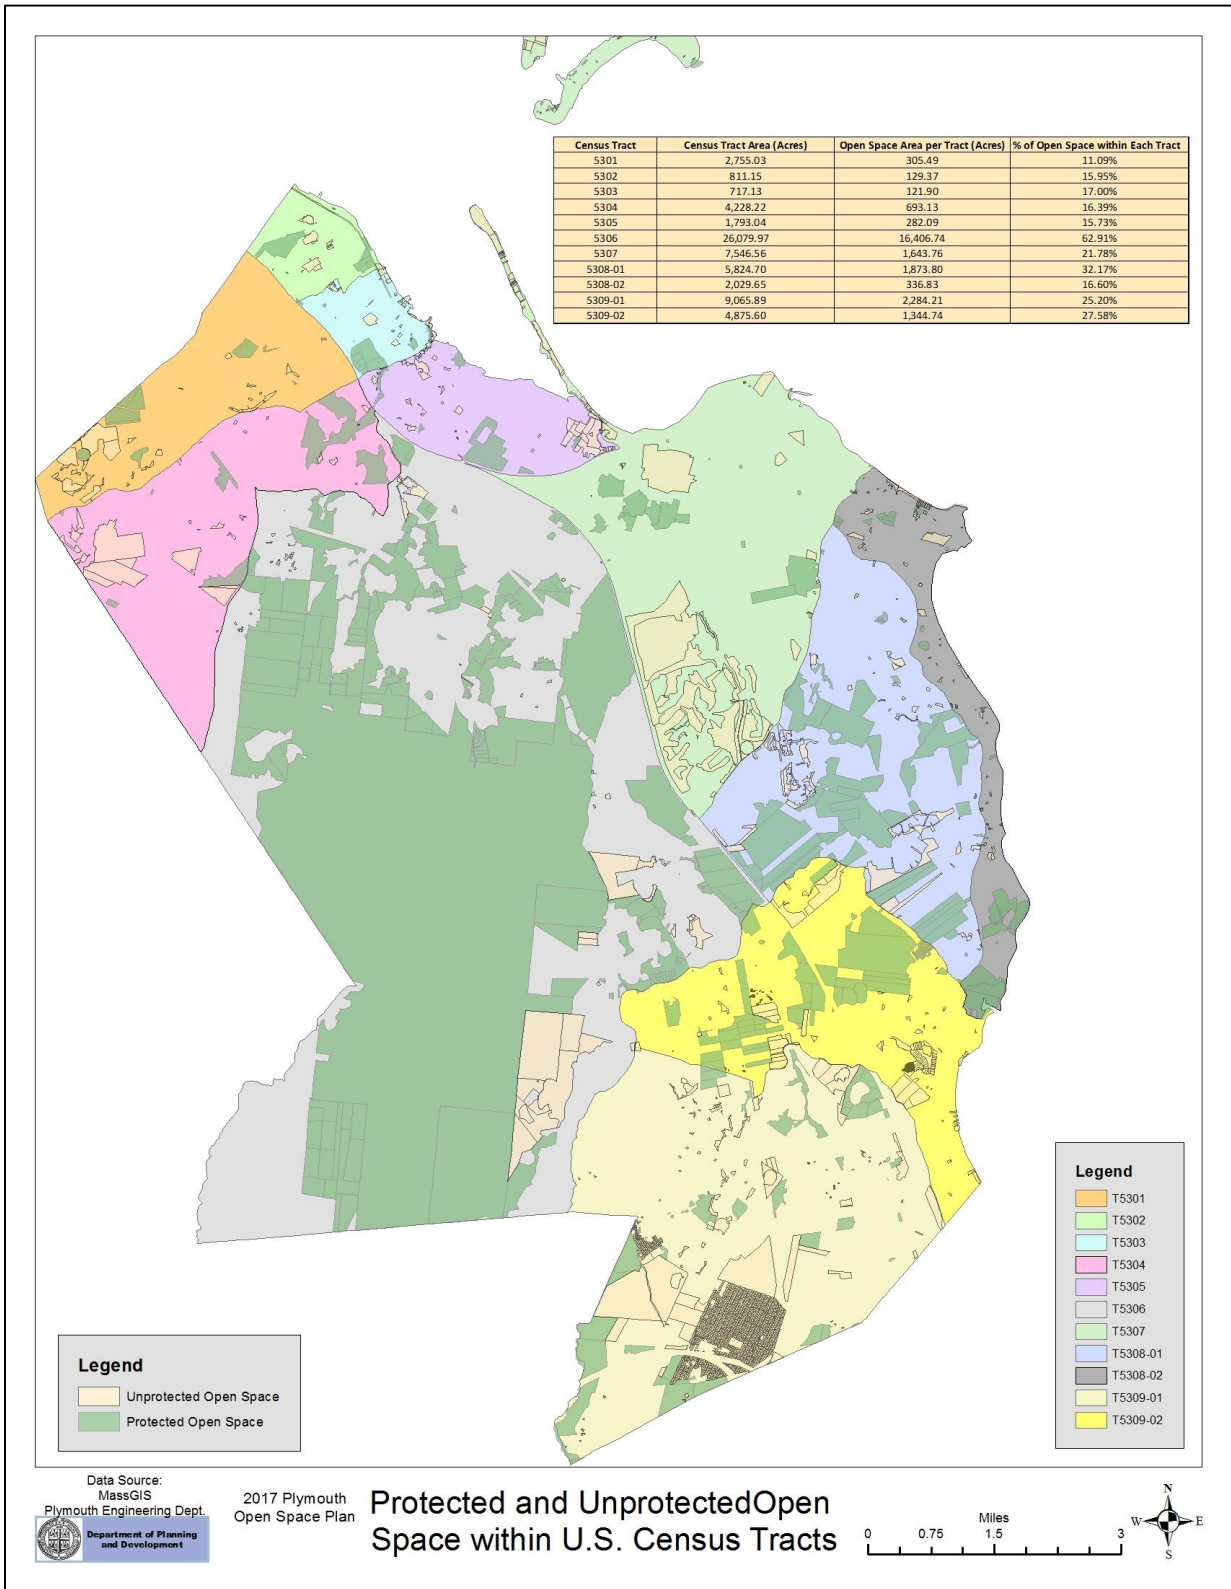 Census Tract Census Tract Area (Acres) Open Space Area per Tract (Acres) % of Open Space within Each Tract
5301 2,755.03 305.49 11.09%
5302 811.15 129.37 15.95%
5303 717.13 121.90 17.00%
5304 4,228.22 693.13 16.39%
5305 1,793.04 282.09 15.73%
5306 26,079.97 16,406.74 62.91%
5307 7,546.56 1,643.76 21.78%
5308-01 5,824.70 1,873.80 32.17%
5308-02 2,029.65 336.83 16.60%
5309-01 9,065.89 2,284.21 25.20%
5309-02 4,875.60 1,344.74 27.58%
Legend
T5301
T5302
T5303
T5304
T5305
T5306
T5307
T5308-01
T5308-02
T5309-01
T5309-02
Legend
Unprotected Open Space
Protected Open Space
Data Source:
MassGIS
Plymouth Engineering Dept.
Department of Planning
and Development
2017 Plymouth
Open Space Plan
Protected and UnprotectedOpen
Space within U.S. Census Tracts
Miles
0 0.75 1.5 3
N
W E
S